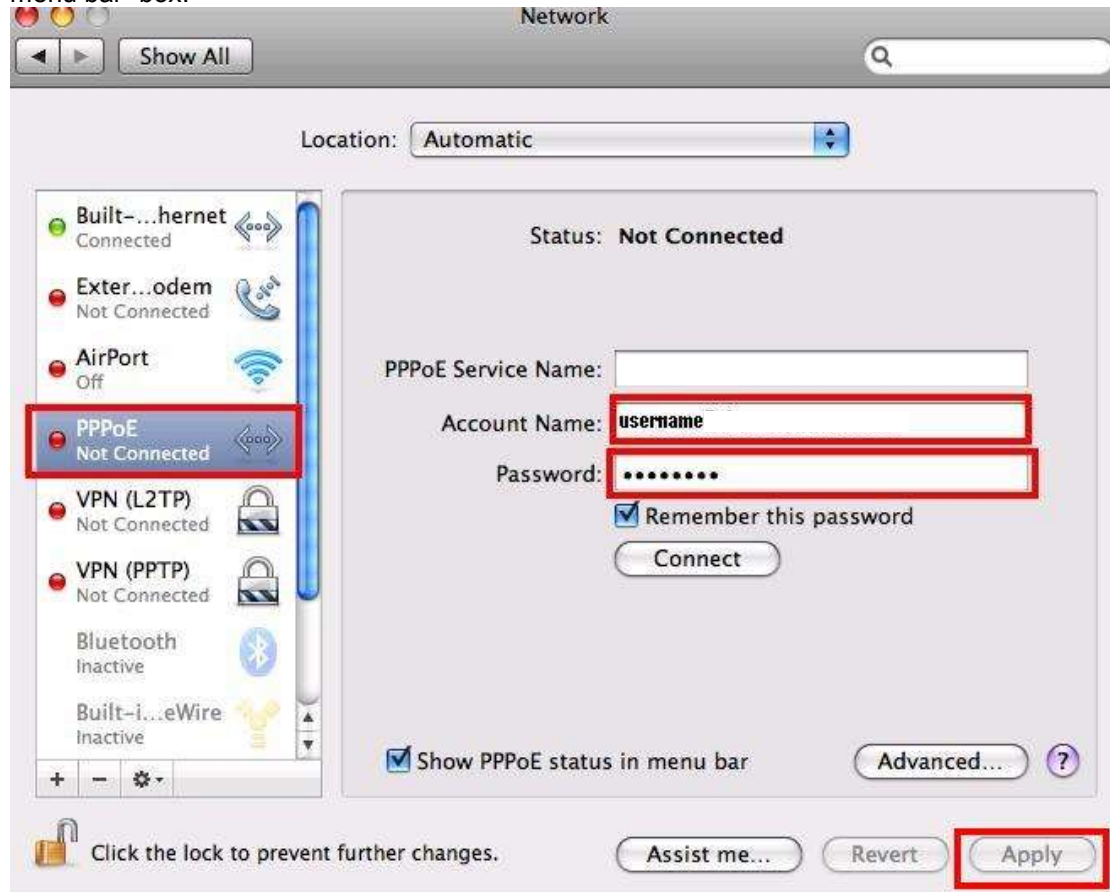 menu bar" box.
Network
Show All
Location: Automatic
Built-...hernet
Connected
Exter...odem
Not Connected
AirPort
Off
PPPoE
Not Connected
VPN (L2TP)
Not Connected
VPN (PPTP)
Not Connected
Bluetooth
Inactive
Built-i...eWire
Inactive
+ –
Status: Not Connected
PPPoE Service Name:
Account Name: username
Password: ••••••••
Remember this password
Connect
Show PPPoE status in menu bar
Advanced... ?
Click the lock to prevent further changes.
Assist me... Revert Apply